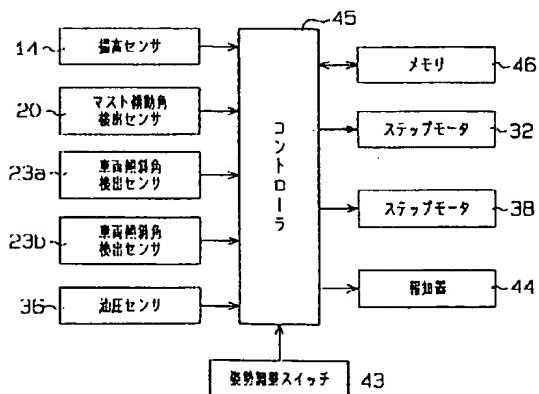 45
14
揚高センサ
メモリ
46
20
マスト傾動角
検出センサ
ステップモータ
32
コントローラ
23a
車両傾斜角
検出センサ
ステップモータ
38
23b
車両傾斜角
検出センサ
36
油圧センサ
報知器
44
姿勢調整スイッチ
43